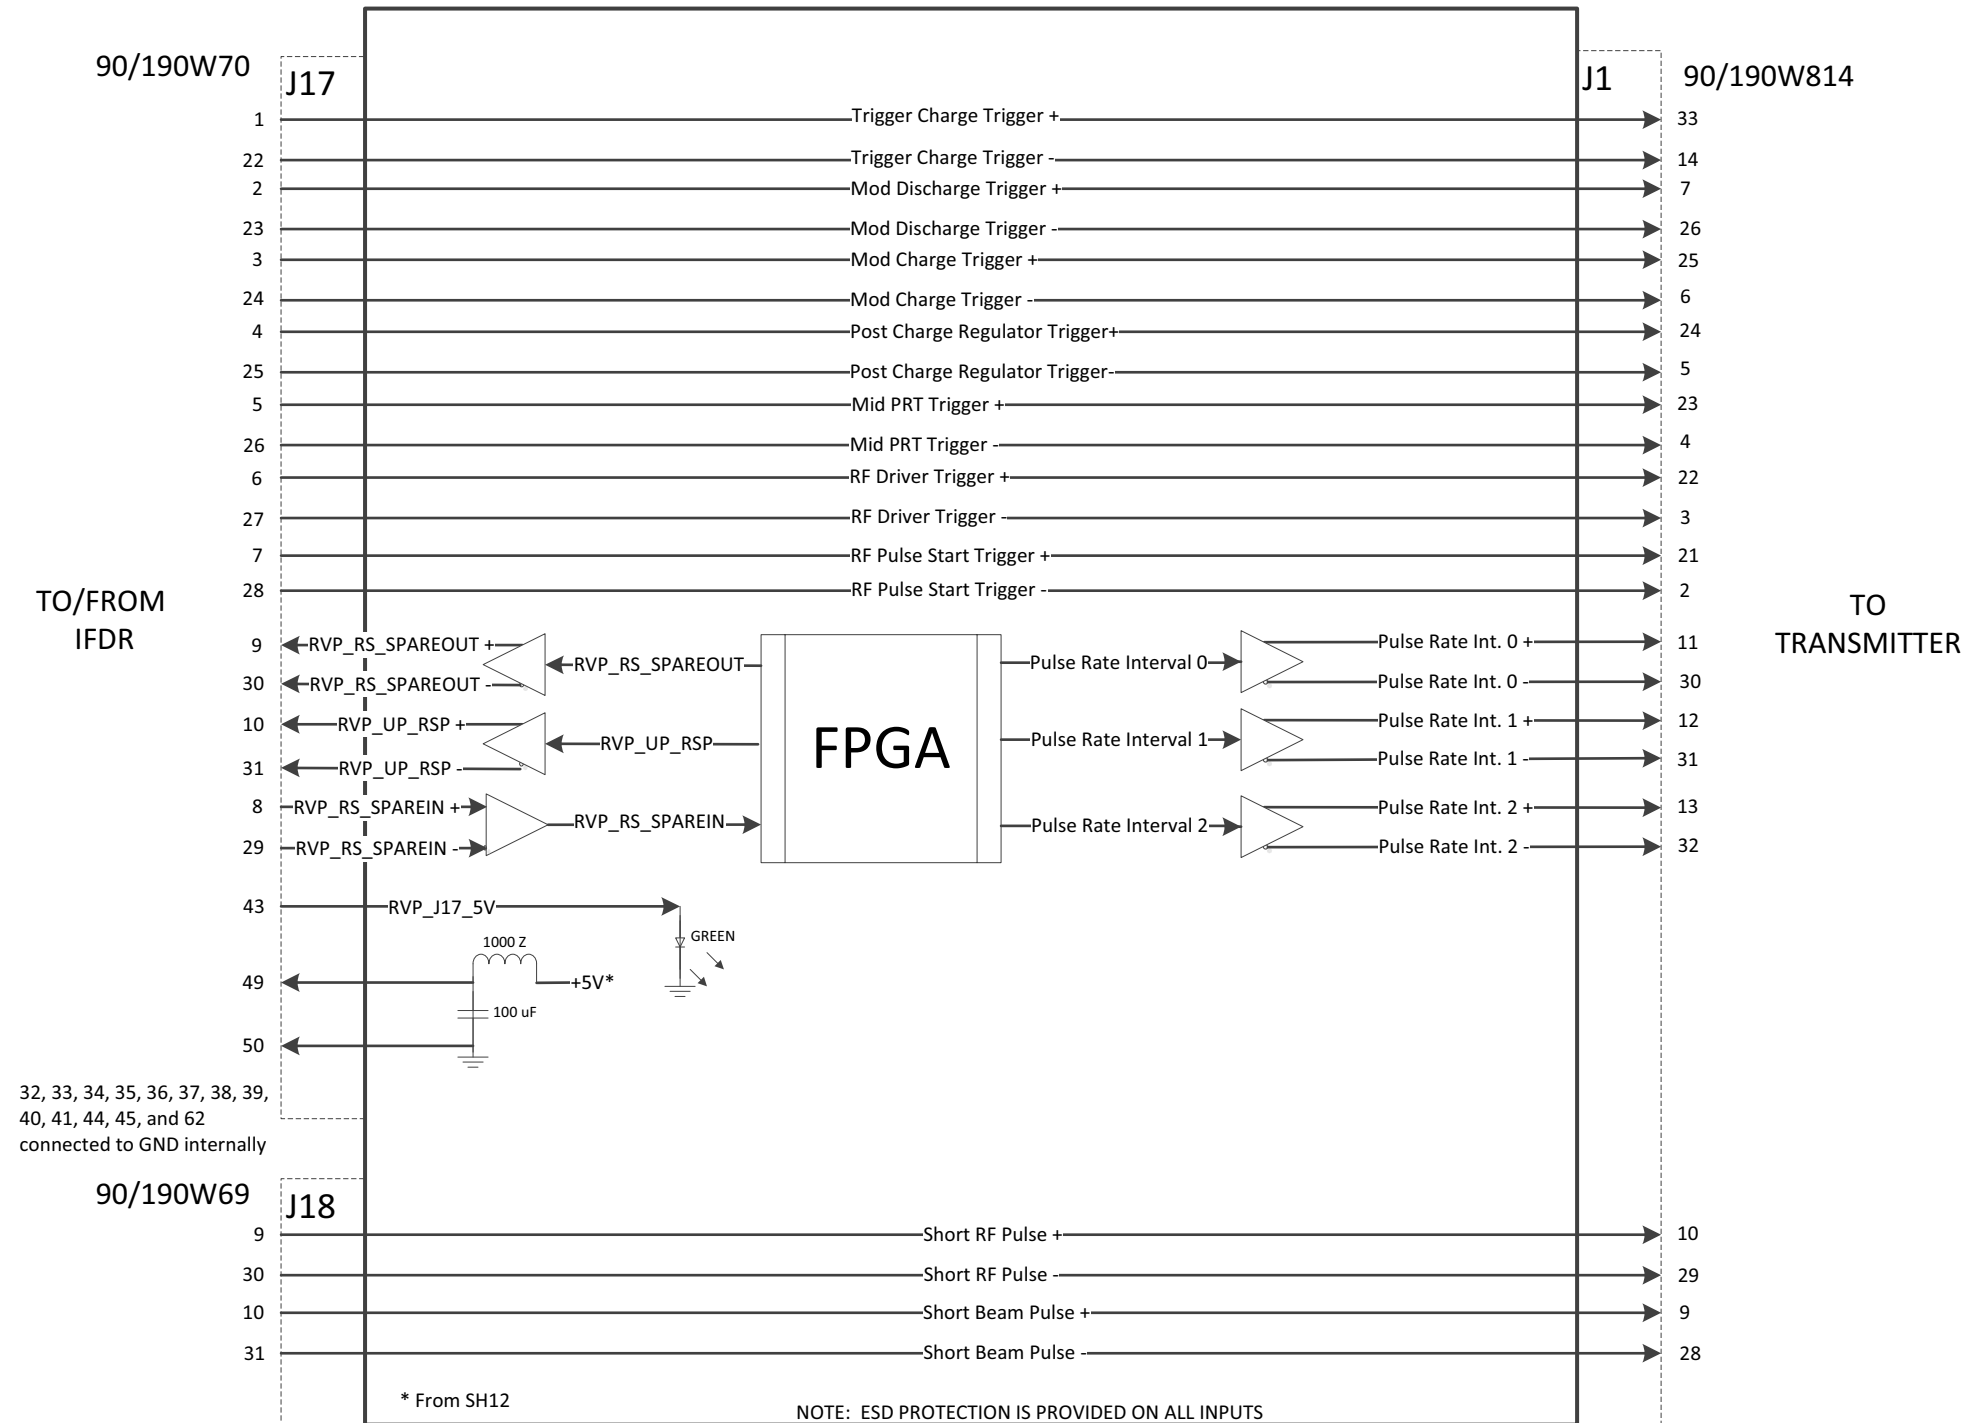 90/190W70
J17
J1
90/190W814
1 Trigger Charge Trigger + 33
22 Trigger Charge Trigger - 14
2 Mod Discharge Trigger + 7
23 Mod Discharge Trigger - 26
3 Mod Charge Trigger + 25
24 Mod Charge Trigger - 6
4 Post Charge Regulator Trigger+ 24
25 Post Charge Regulator Trigger- 5
5 Mid PRT Trigger + 23
26 Mid PRT Trigger - 4
6 RF Driver Trigger + 22
27 RF Driver Trigger - 3
7 RF Pulse Start Trigger + 21
28 RF Pulse Start Trigger - 2
TO/FROM
IFDR
TO
TRANSMITTER
9 RVP_RS_SPAREOUT +
RVP_RS_SPAREOUT
30 RVP_RS_SPAREOUT -
10 RVP_UP_RSP +
RVP_UP_RSP
31 RVP_UP_RSP -
8 RVP_RS_SPAREIN +
RVP_RS_SPAREIN
29 RVP_RS_SPAREIN -
FPGA
Pulse Rate Interval 0
Pulse Rate Int. 0 + 11
Pulse Rate Int. 0 - 30
Pulse Rate Interval 1
Pulse Rate Int. 1 + 12
Pulse Rate Int. 1 - 31
Pulse Rate Interval 2
Pulse Rate Int. 2 + 13
Pulse Rate Int. 2 - 32
43 RVP_J17_5V
GREEN
1000 Z
49 +5V*
100 uF
50
32, 33, 34, 35, 36, 37, 38, 39,
40, 41, 44, 45, and 62
connected to GND internally
90/190W69
J18
9 Short RF Pulse + 10
30 Short RF Pulse - 29
10 Short Beam Pulse + 9
31 Short Beam Pulse - 28
* From SH12
NOTE: ESD PROTECTION IS PROVIDED ON ALL INPUTS